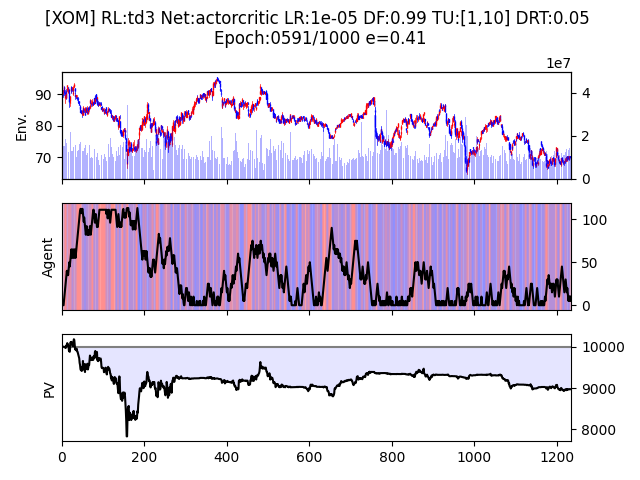 [XOM] RL:td3 Net:actorcritic LR:1e-05 DF:0.99 TU:[1,10] DRT:0.05
Epoch:0591/1000 e=0.41
1e7
Env.
90
80
70
4
2
0
Agent
100
50
0
PV
10000
9000
8000
0 200 400 600 800 1000 1200